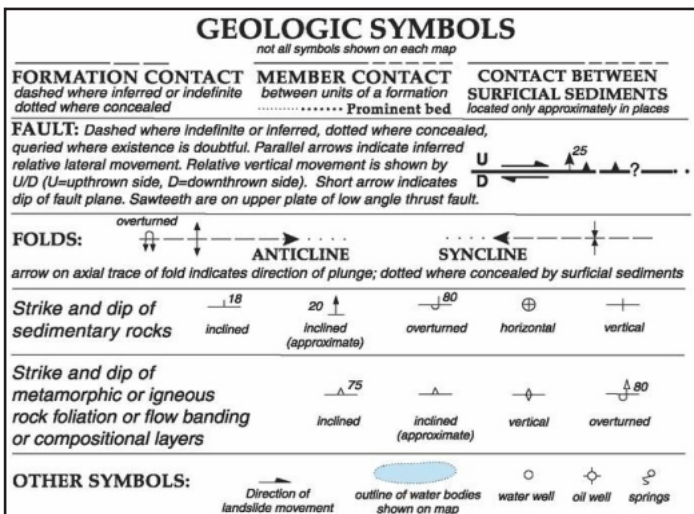 GEOLOGIC SYMBOLS
not all symbols shown on each map
FORMATION CONTACT
dashed where inferred or indefinite
dotted where concealed
MEMBER CONTACT
between units of a formation
Prominent bed
CONTACT BETWEEN
SURFICIAL SEDIMENTS
located only approximately in places
FAULT: Dashed where indefinite or inferred, dotted where concealed,
queried where existence is doubtful. Parallel arrows indicate inferred
relative lateral movement. Relative vertical movement is shown by
U/D (U=upthrown side, D=downthrown side). Short arrow indicates
dip of fault plane. Sawteeth are on upper plate of low angle thrust fault.
U
D
25
?
overturned
FOLDS:
ANTICLINE
SYNCLINE
arrow on axial trace of fold indicates direction of plunge; dotted where concealed by surficial sediments
Strike and dip of
sedimentary rocks
18
inclined
20
inclined
(approximate)
80
overturned
horizontal
vertical
Strike and dip of
metamorphic or igneous
rock foliation or flow banding
or compositional layers
75
inclined
inclined
(approximate)
vertical
80
overturned
OTHER SYMBOLS:
Direction of
landslide movement
outline of water bodies
shown on map
water well
oil well
springs